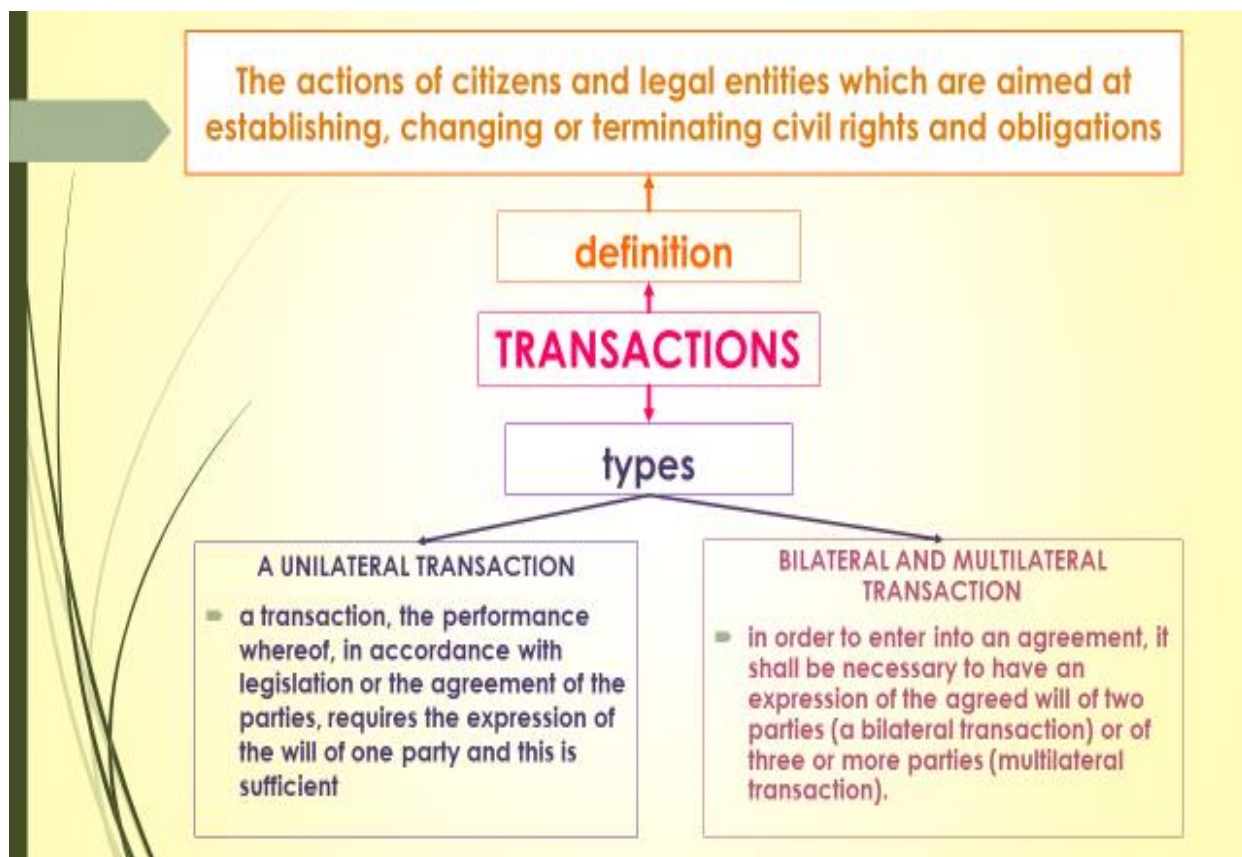 The actions of citizens and legal entities which are aimed at
establishing, changing or terminating civil rights and obligations
definition
TRANSACTIONS
types
A UNILATERAL TRANSACTION
a transaction, the performance
whereof, in accordance with
legislation or the agreement of the
parties, requires the expression of
the will of one party and this is
sufficient
BILATERAL AND MULTILATERAL
TRANSACTION
in order to enter into an agreement, it
shall be necessary to have an
expression of the agreed will of two
parties (a bilateral transaction) or of
three or more parties (multilateral
transaction).